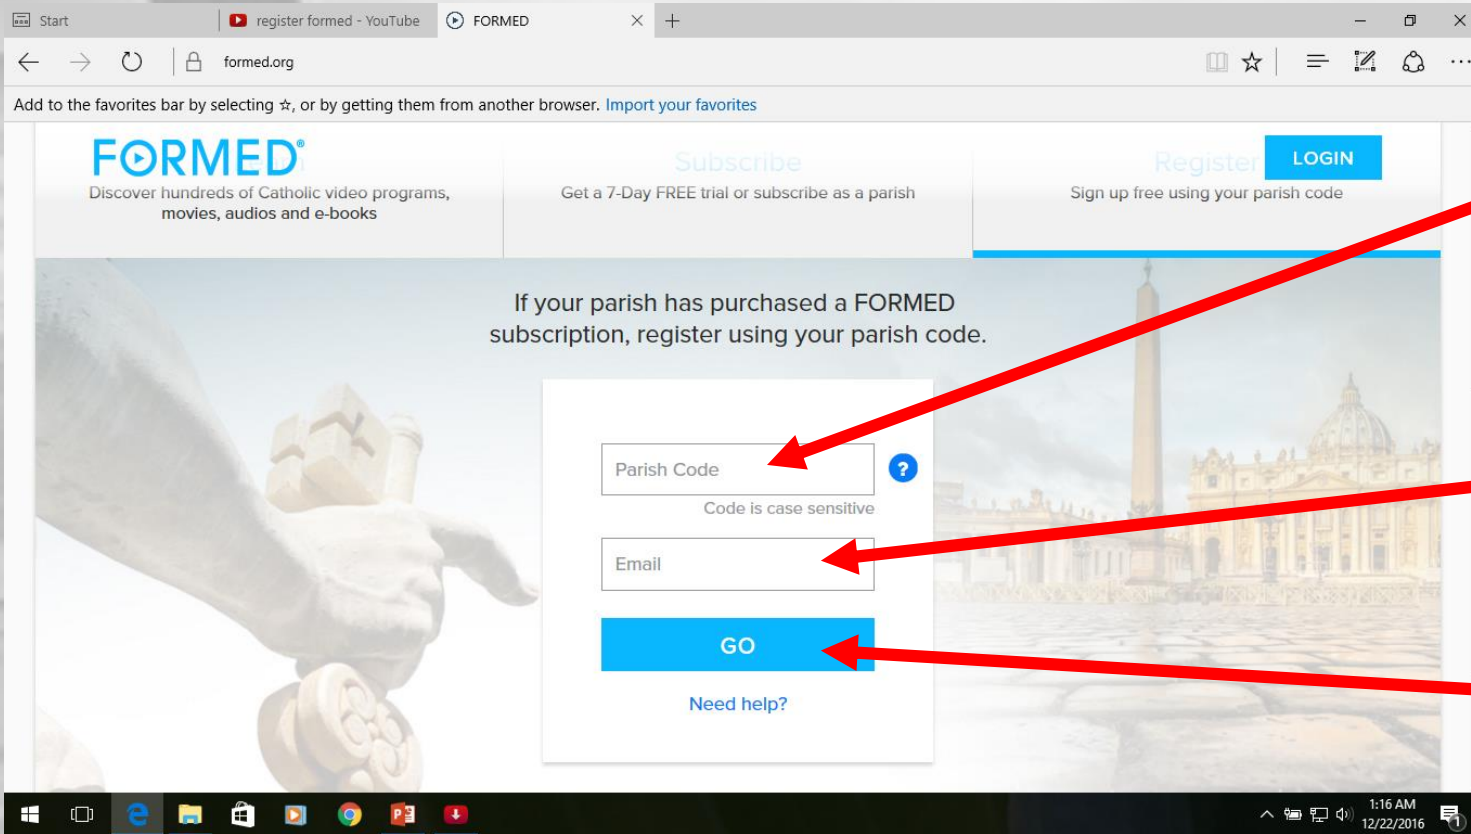 Start
register formed - YouTube
FORMED
formed.org
Add to the favorites bar by selecting ☆, or by getting them from another browser. Import your favorites
FORMED®
Discover hundreds of Catholic video programs,
movies, audios and e-books
Subscribe
Get a 7-Day FREE trial or subscribe as a parish
Register
Sign up free using your parish code
LOGIN
If your parish has purchased a FORMED
subscription, register using your parish code.
Parish Code
?
Code is case sensitive
Email
GO
Need help?
1:16 AM
12/22/2016
1